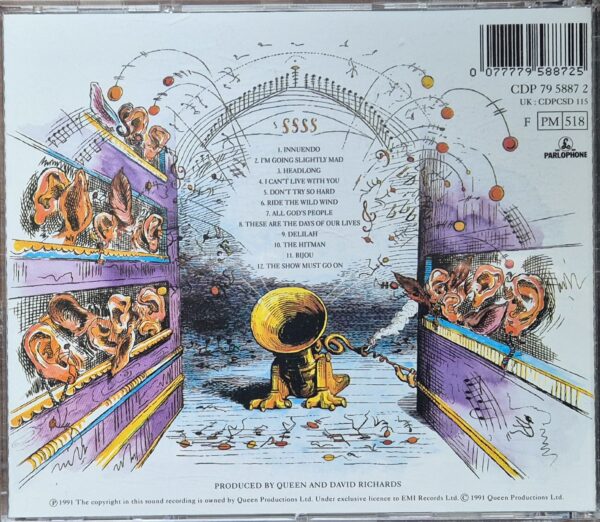 0 077779 588725
CDP 79 5887 2
UK : CDPCSD 115
F PM 518
PARLOPHONE
1. INNUENDO
2. I'M GOING SLIGHTLY MAD
3. HEADLONG
4. I CAN'T LIVE WITH YOU
5. DON'T TRY SO HARD
6. RIDE THE WILD WIND
7. ALL GOD'S PEOPLE
8. THESE ARE THE DAYS OF OUR LIVES
9. DELILAH
10. THE HITMAN
11. BIJOU
12. THE SHOW MUST GO ON
PRODUCED BY QUEEN AND DAVID RICHARDS
℗ 1991 The copyright in this sound recording is owned by Queen Productions Ltd. Under exclusive licence to EMI Records Ltd. © 1991 Queen Productions Ltd.